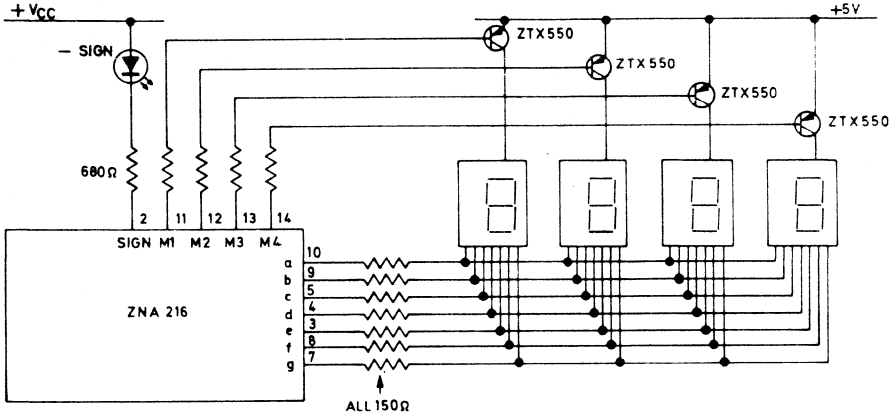 + VCC
+5V
- SIGN
ZTX550
ZTX550
ZTX550
ZTX550
680Ω
2 11 12 13 14
SIGN M1 M2 M3 M4
a 10
b 9
c 5
d 4
e 3
f 8
g 7
ZNA 216
ALL 150Ω